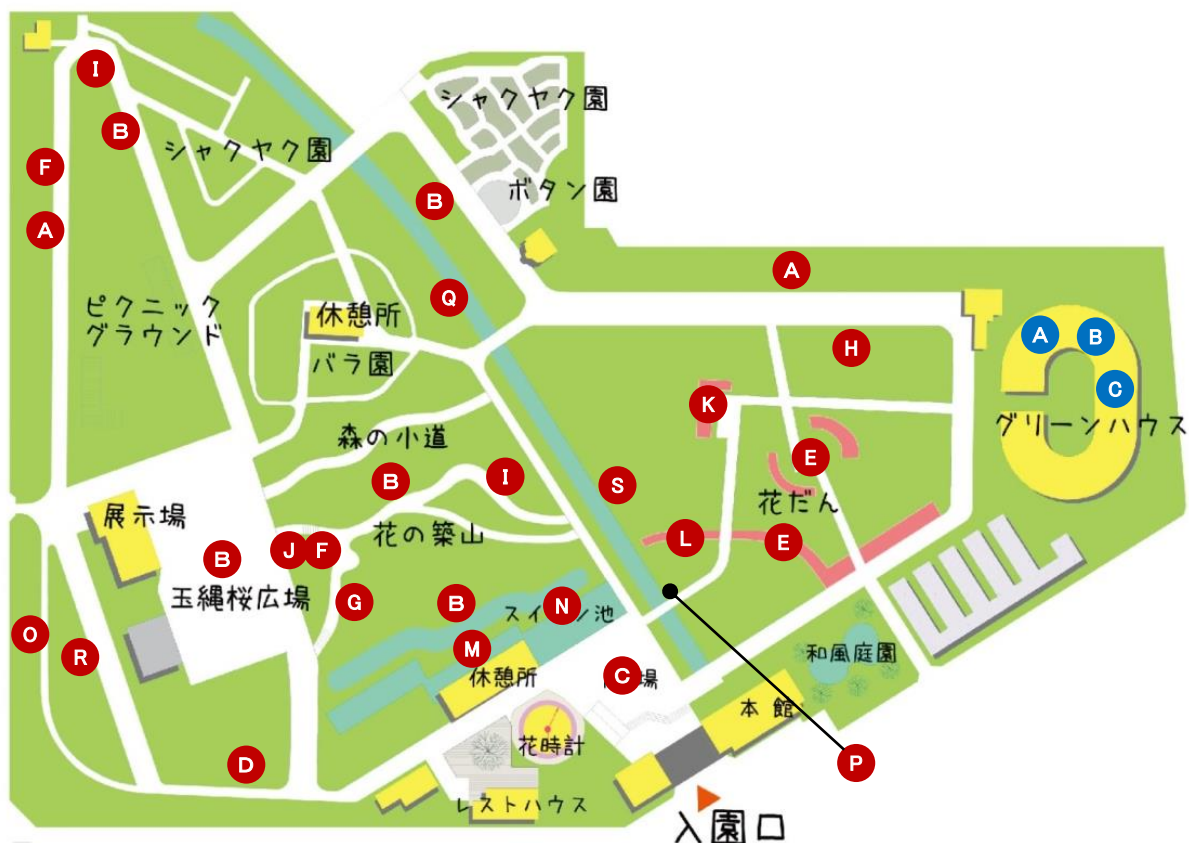 I
シャクヤク園
B
シャクヤク園
F
ボタン園
B
A
A
Q
ピクニック
グラウンド
休憩所
H
A
B
バラ園
C
K
グリーンハウス
森の小道
E
B
I
S
花だん
展示場
花の築山
L
E
J
F
B
玉縄桜広場
G
B
スイ
N
池
O
R
M
和風庭園
休憩所
C
場
本館
花時計
D
P
レストハウス
入園口